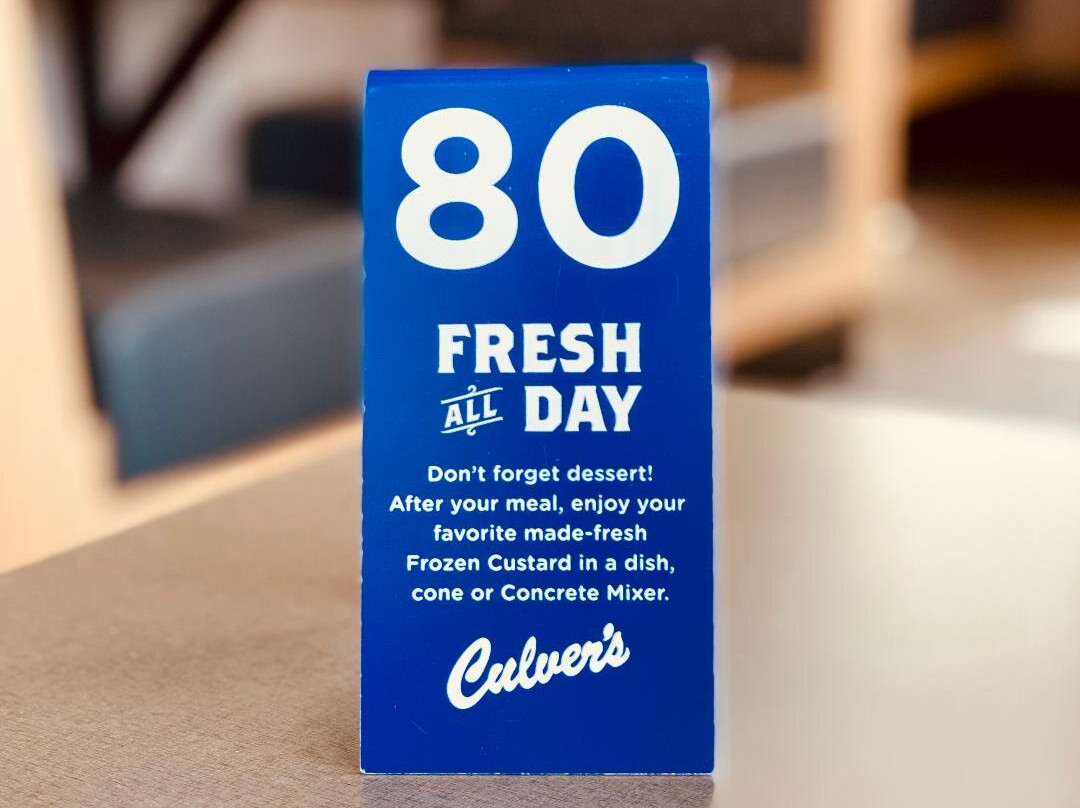 80
FRESH
ALL DAY
Don't forget dessert!
After your meal, enjoy your
favorite made-fresh
Frozen Custard in a dish,
cone or Concrete Mixer.
Culver's